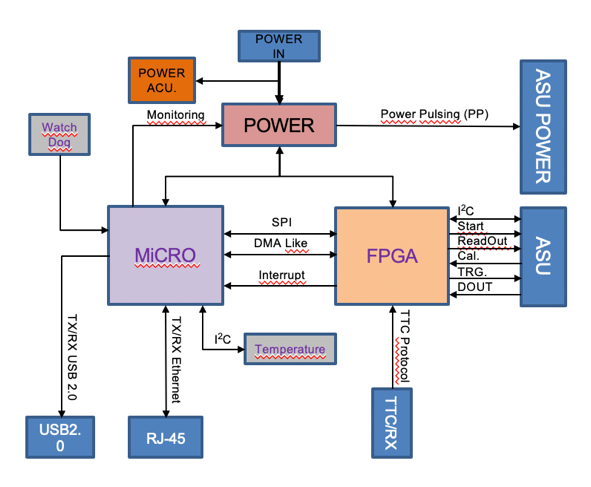 POWER
IN
POWER
ACU.
ASU POWER
Monitoring
POWER
Power Pulsing (PP)
Watch
Dog
MiCRO
SPI
DMA Like
Interrupt
FPGA
I2C
Start
ReadOut
Cal.
TRG.
DOUT
ASU
TX/RX USB 2.0
TX/RX Ethernet
I2C
Temperature
TTC Protocol
USB2.
0
RJ-45
TTC/RX